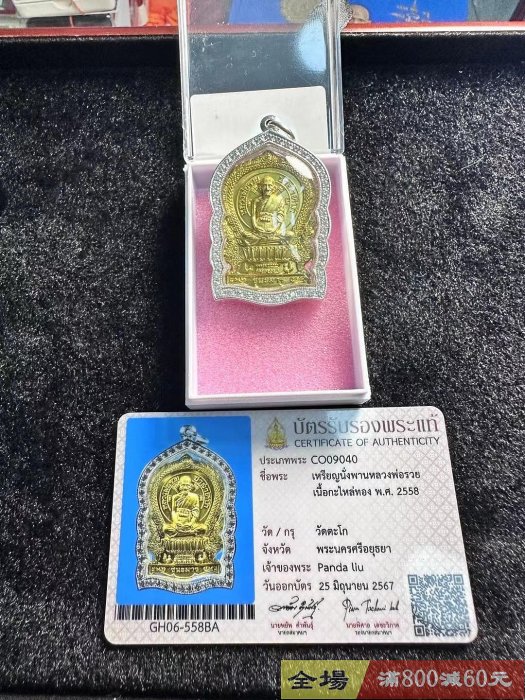 บัตรรับรองพระแท้
CERTIFICATE OF AUTHENTICITY
ประเภทพระ CO09040
ชื่อพระ เหรียญนั่งพานหลวงพ่อรวย
เนื้อกะไหล่ทอง พ.ศ. 2558
วัด / กรุ วัดตะโก
จังหวัด พระนครศรีอยุธยา
เจ้าของพระ Panda liu
วันออกบัตร 25 มิถุนายน 2567
GH06-558BA
全場 滿800減60元